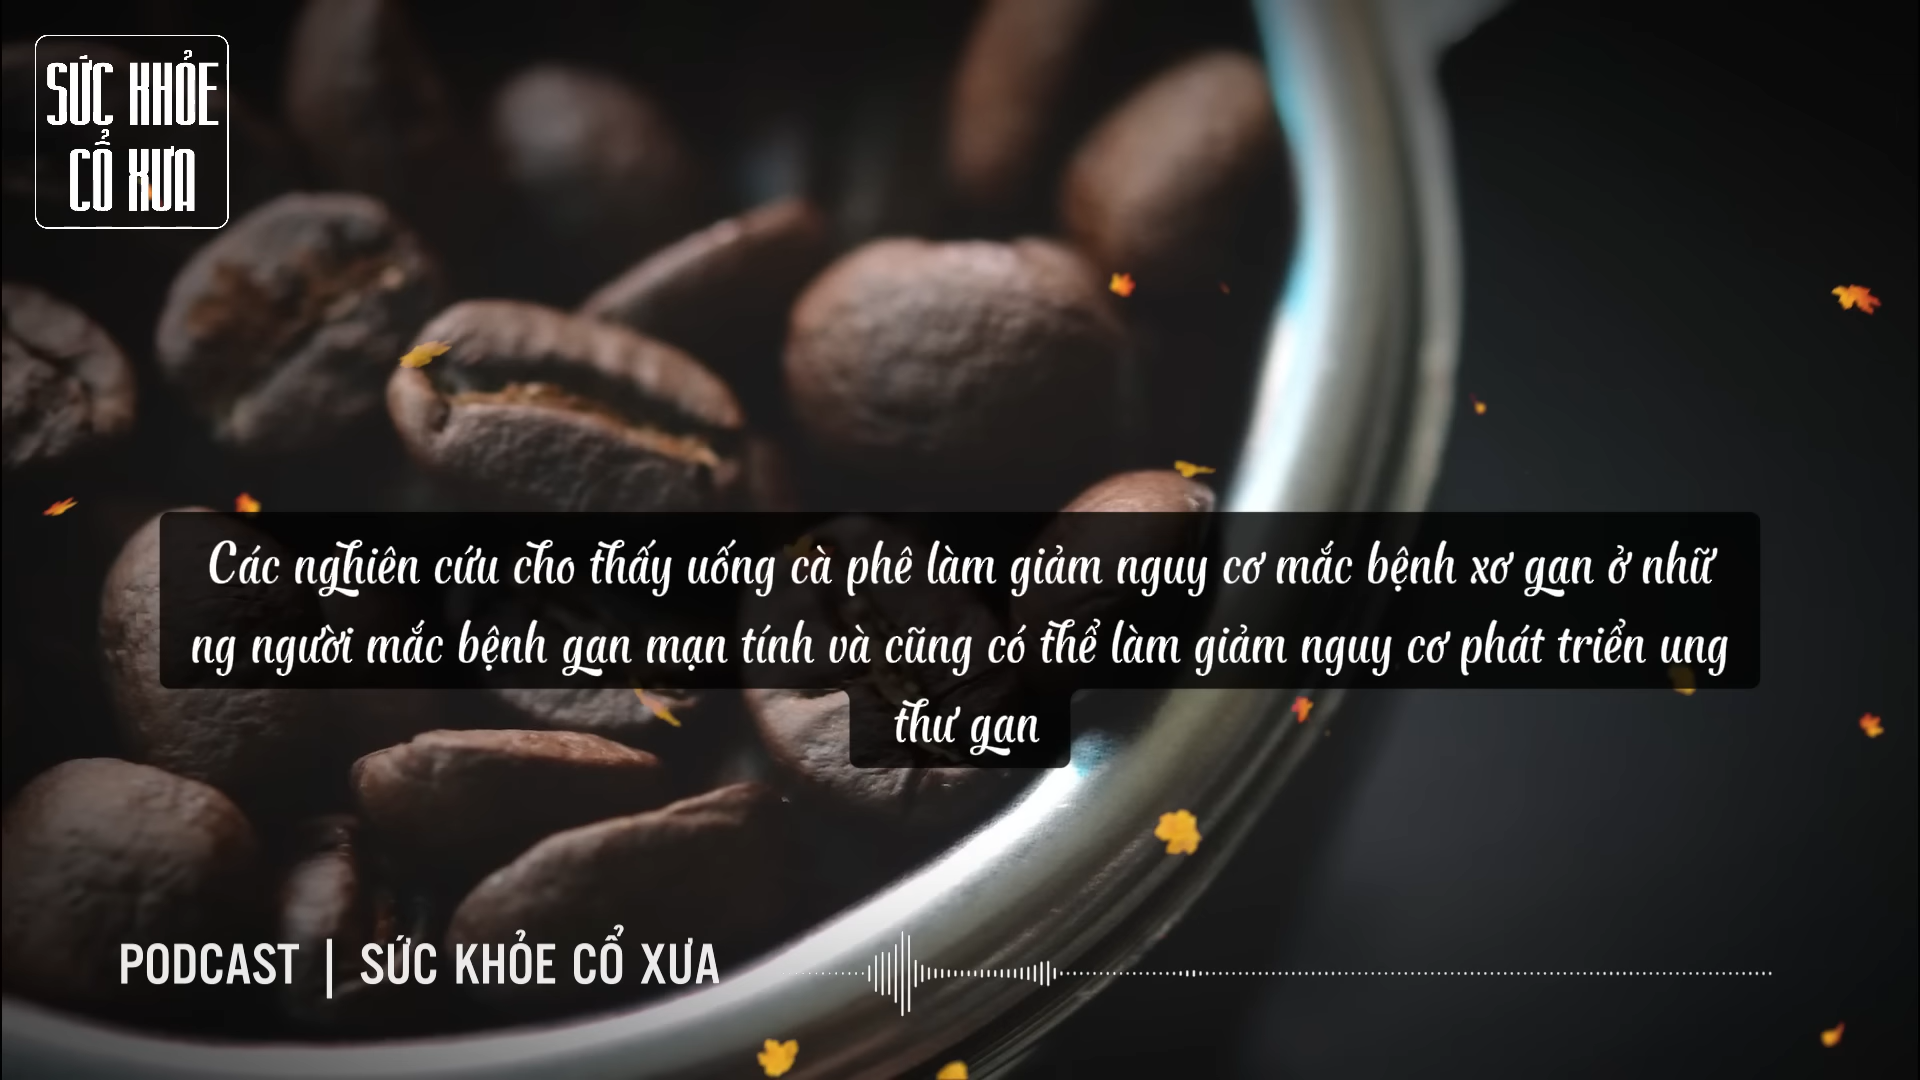 SỨC KHỎE
CỔ XƯA
Các nghiên cứu cho thấy uống cà phê làm giảm nguy cơ mắc bệnh xơ gan ở nhữ
ng người mắc bệnh gan mạn tính và cũng có thể làm giảm nguy cơ phát triển ung
thư gan
PODCAST | SỨC KHỎE CỔ XƯA